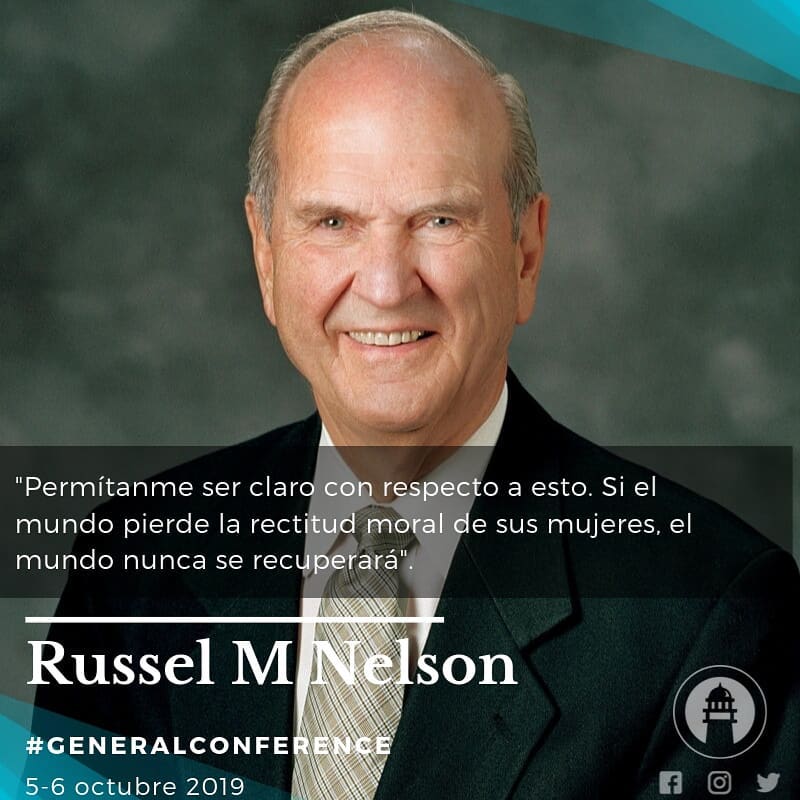 "Permítanme ser claro con respecto a esto. Si el
mundo pierde la rectitud moral de sus mujeres, el
mundo nunca se recuperará".
Russel M Nelson
#GENERALCONFERENCE
5-6 octubre 2019